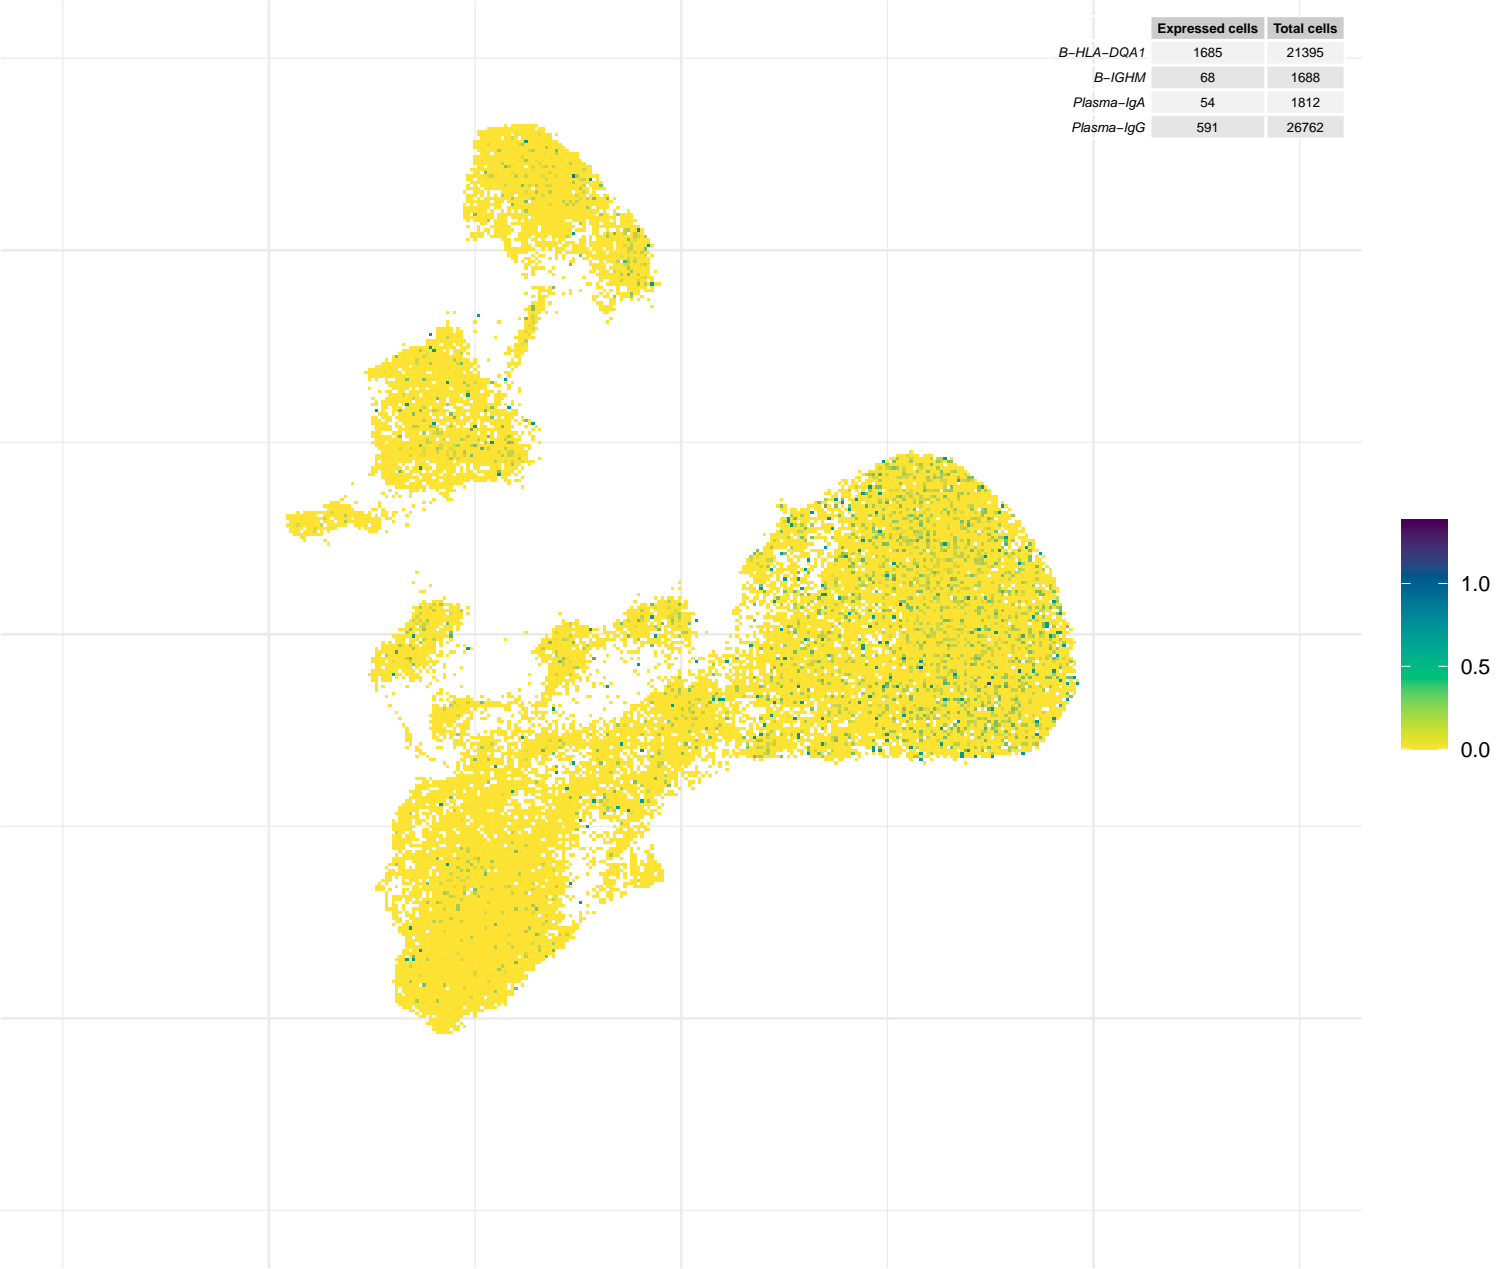 Expressed cells Total cells
B−HLA−DQA1 1685 21395
B−IGHM 68 1688
Plasma−IgA 54 1812
Plasma−IgG 591 26762
1.0
0.5
0.0